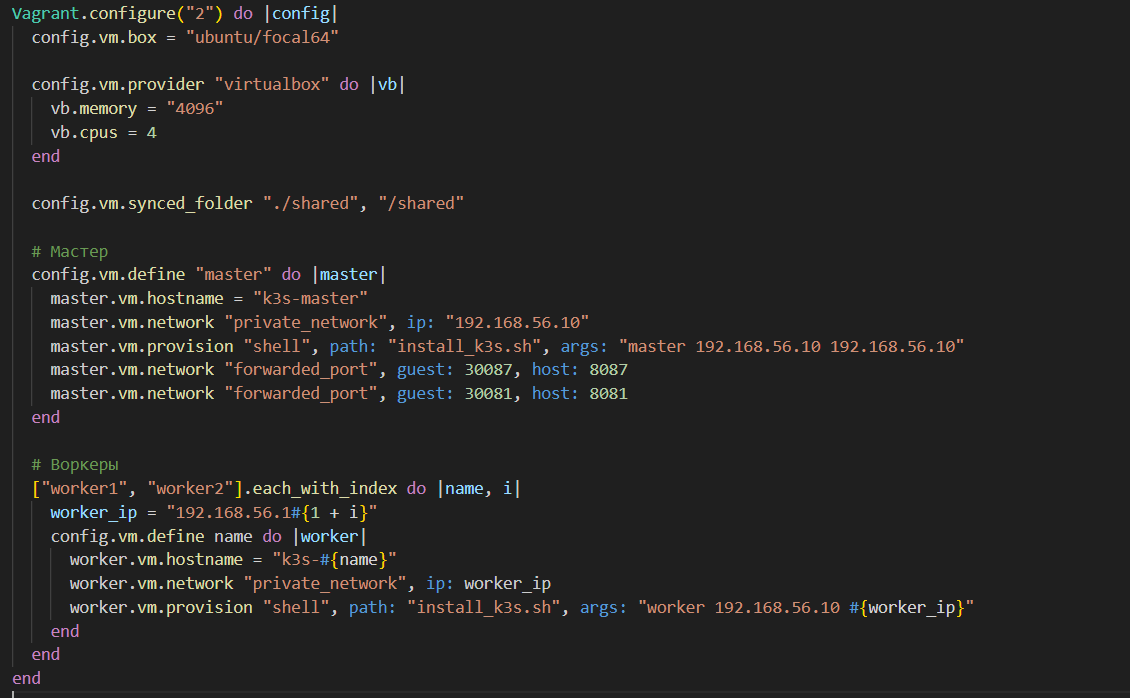 Vagrant.configure("2") do |config|
  config.vm.box = "ubuntu/focal64"

  config.vm.provider "virtualbox" do |vb|
    vb.memory = "4096"
    vb.cpus = 4
  end

  config.vm.synced_folder "./shared", "/shared"

  # Мастер
  config.vm.define "master" do |master|
    master.vm.hostname = "k3s-master"
    master.vm.network "private_network", ip: "192.168.56.10"
    master.vm.provision "shell", path: "install_k3s.sh", args: "master 192.168.56.10 192.168.56.10"
    master.vm.network "forwarded_port", guest: 30087, host: 8087
    master.vm.network "forwarded_port", guest: 30081, host: 8081
  end

  # Воркеры
  ["worker1", "worker2"].each_with_index do |name, i|
    worker_ip = "192.168.56.1#{1 + i}"
    config.vm.define name do |worker|
      worker.vm.hostname = "k3s-#{name}"
      worker.vm.network "private_network", ip: worker_ip
      worker.vm.provision "shell", path: "install_k3s.sh", args: "worker 192.168.56.10 #{worker_ip}"
    end
  end
end